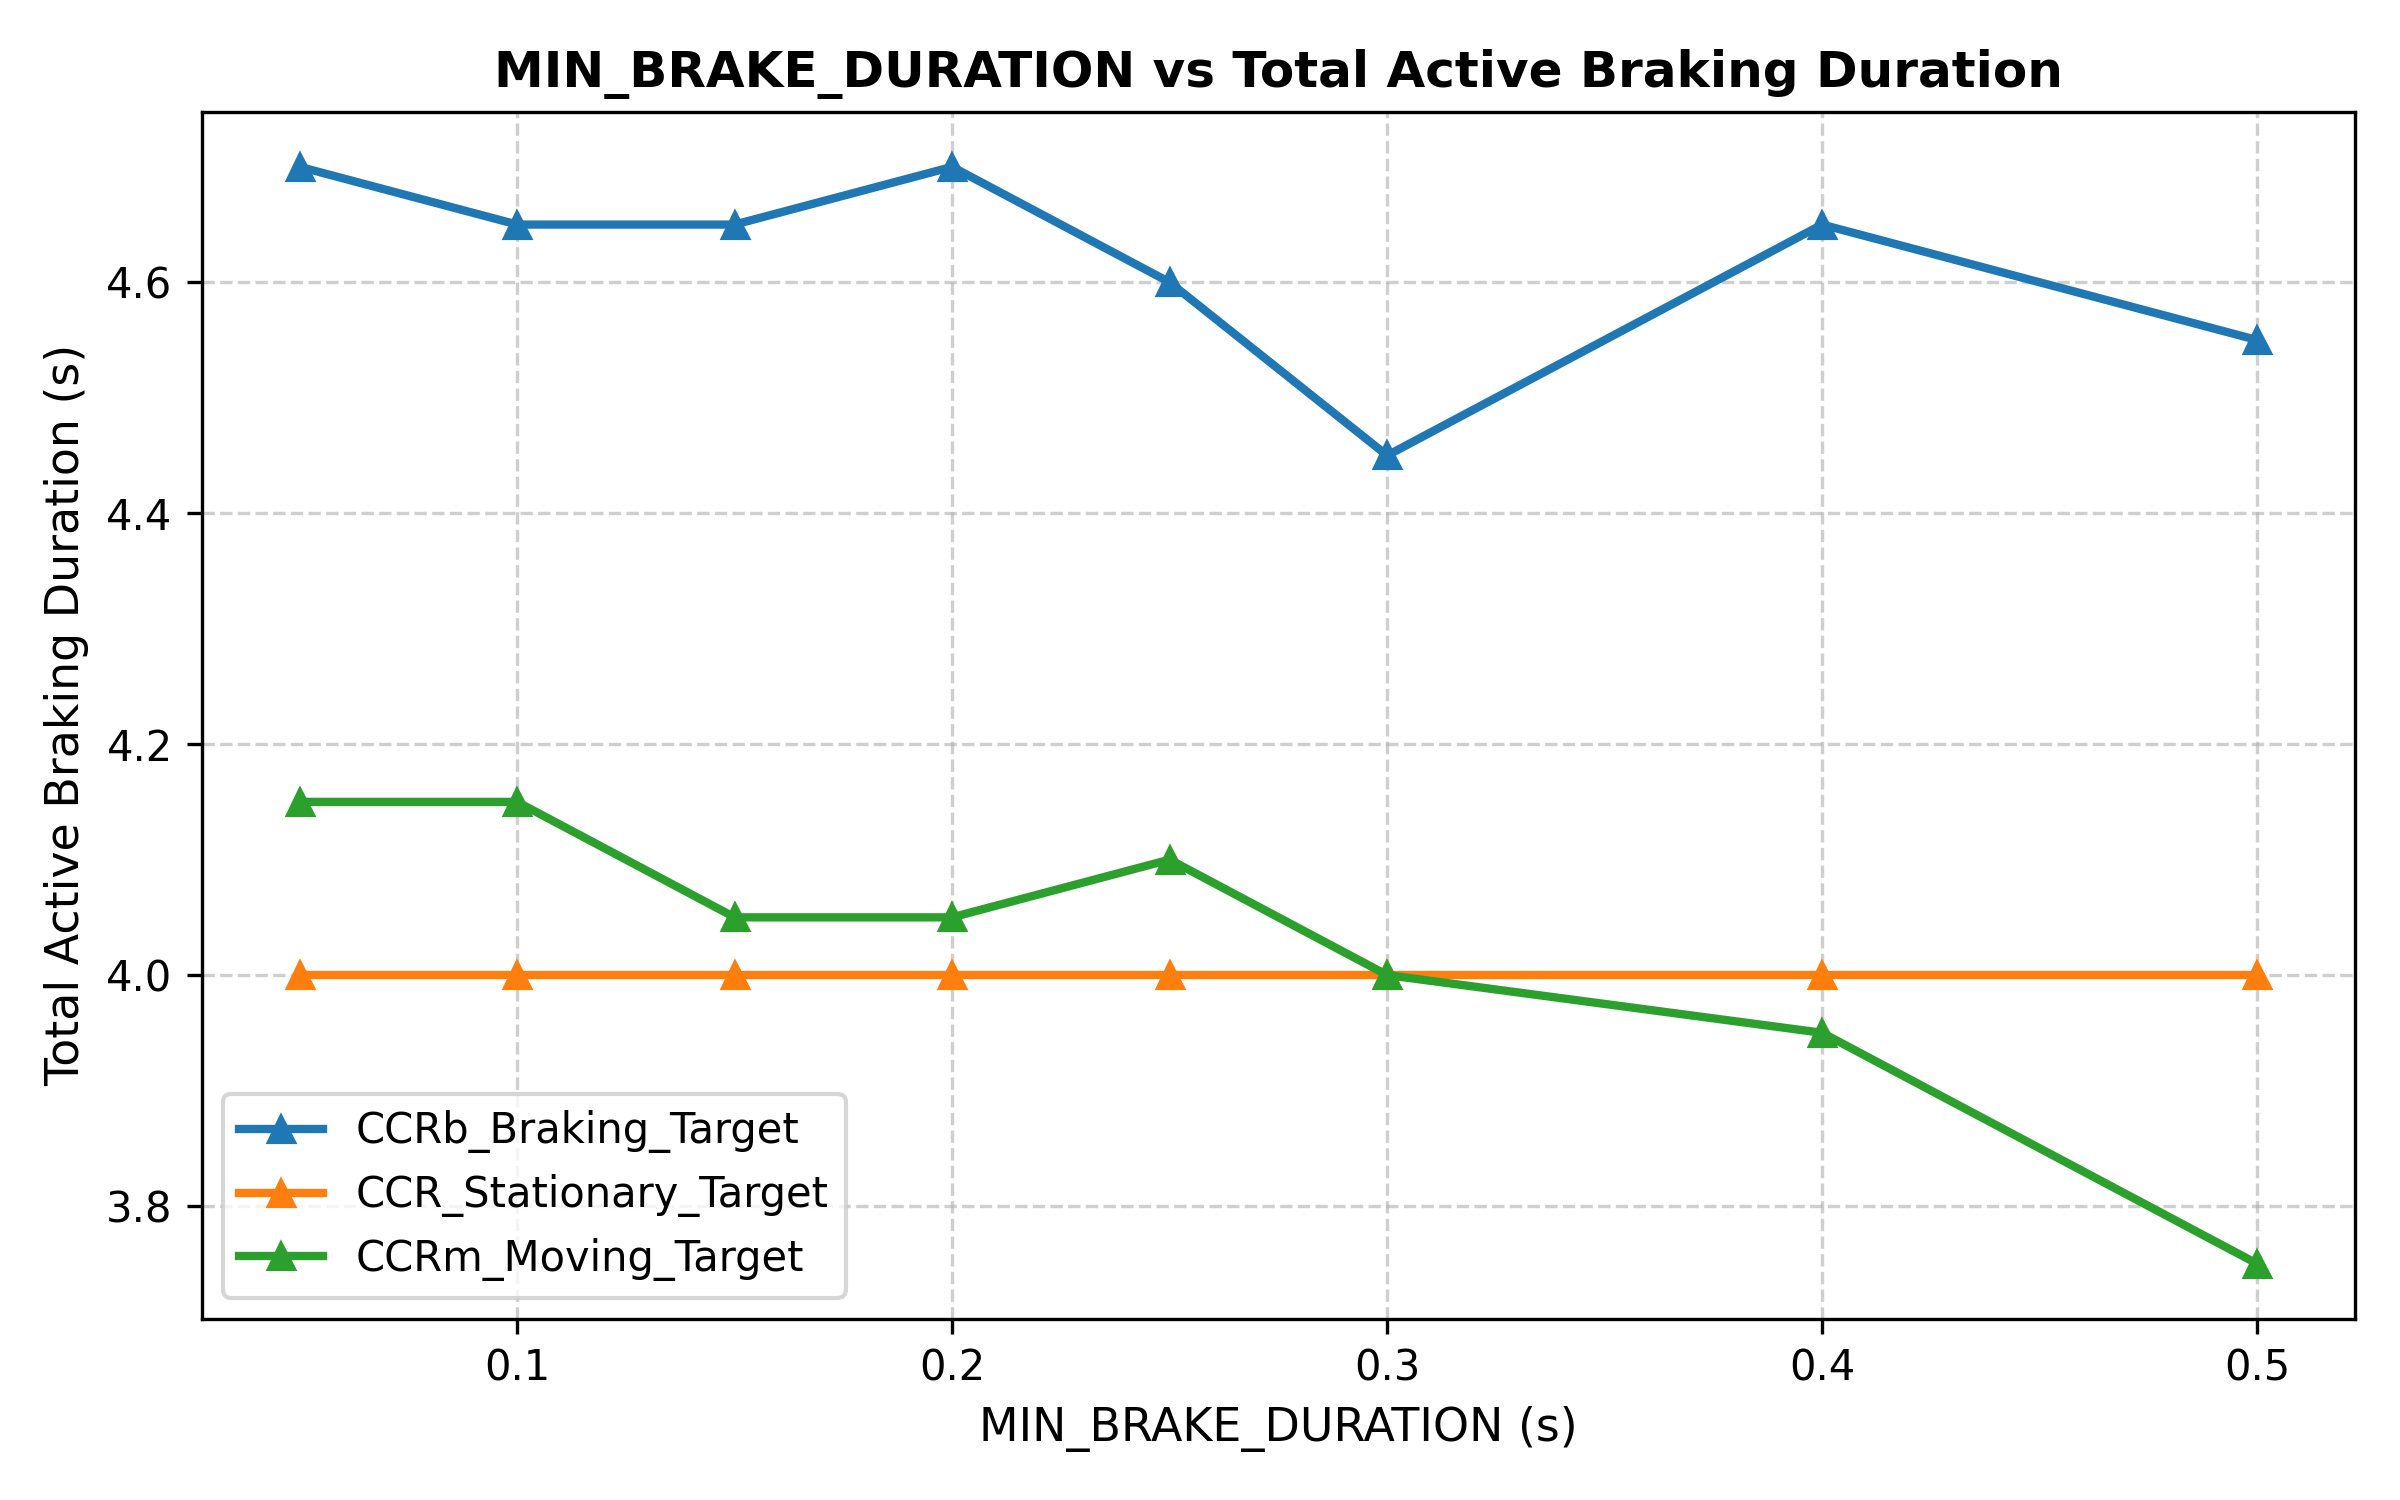 MIN_BRAKE_DURATION vs Total Active Braking Duration
Total Active Braking Duration (s)
4.6
4.4
4.2
4.0
3.8
CCRb_Braking_Target
CCR_Stationary_Target
CCRm_Moving_Target
0.1 0.2 0.3 0.4 0.5
MIN_BRAKE_DURATION (s)